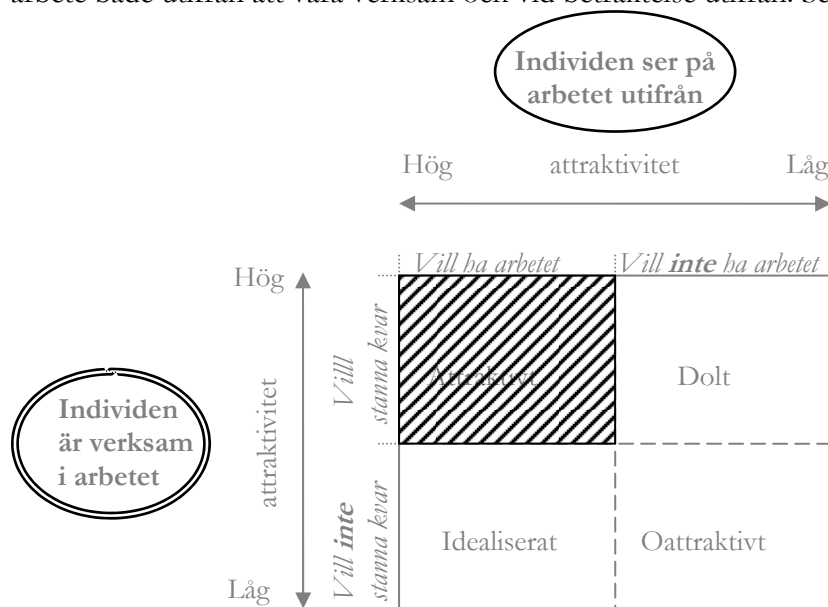 arbete både utifrån att vara verksam och vid betraktelse utifrån. Se
Individen ser på
arbetet utifrån
Hög attraktivitet Låg
Vill ha arbetet Vill inte ha arbetet
Hög
attraktivitet
Låg
Villl
stanna kvar
Vill inte
stanna kvar
Individen
är verksam
i arbetet
Attraktivt
Dolt
Idealiserat
Oattraktivt